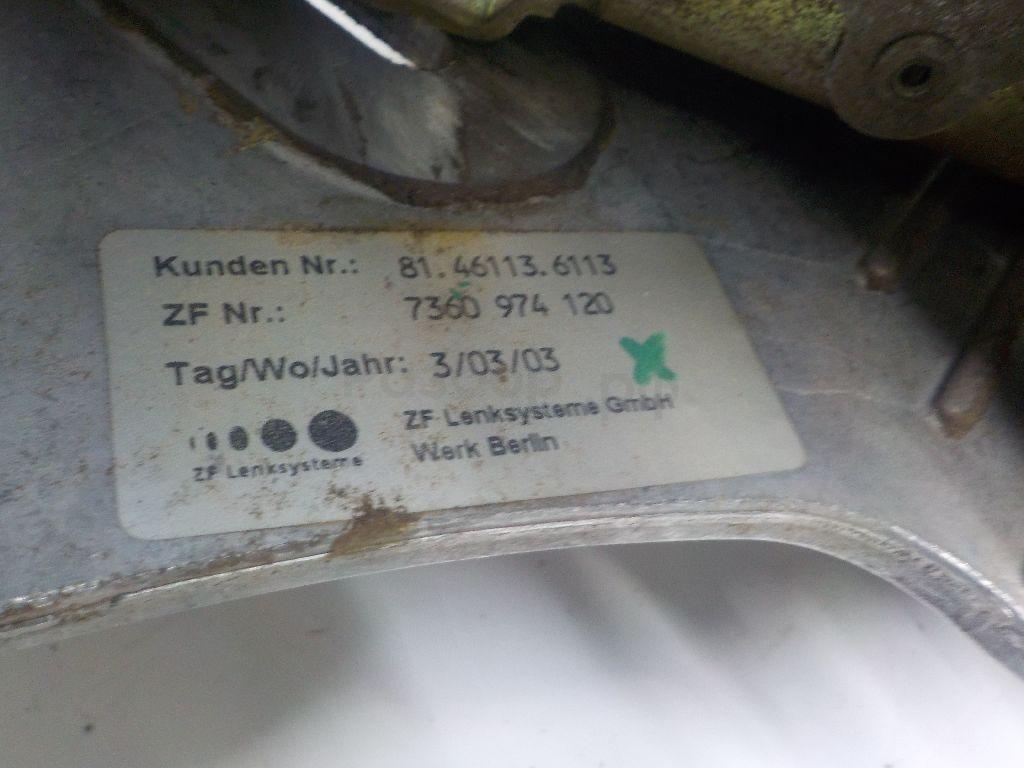 Kunden Nr.: 81.46113.6113
ZF Nr.: 7360 974 120
Tag/Wo/Jahr: 3/03/03
ZF Lenksysteme GmbH
Werk Berlin
ZF Lenksysteme